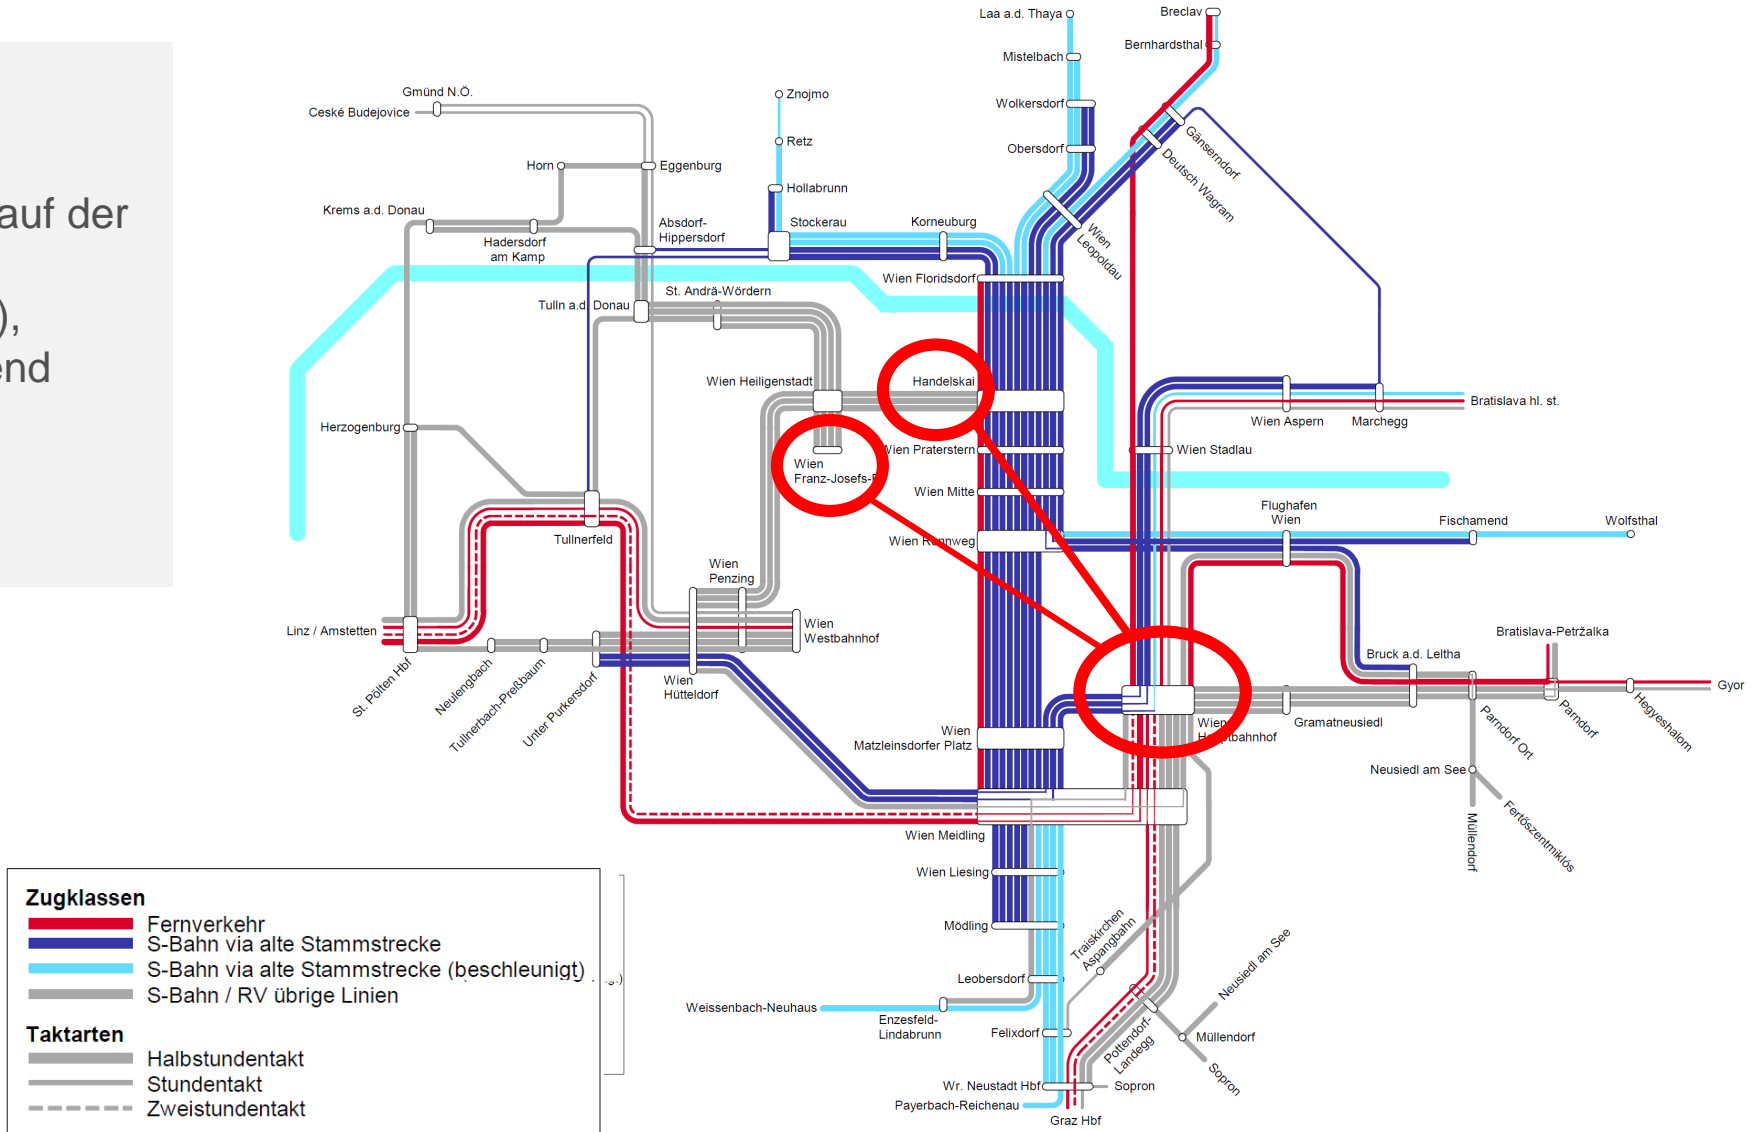 auf der
),
end
Laa a.d. Thaya
Breclav
Mistelbach
Bernhardsthal
Gmünd N.Ö.
Ceské Budejovice
Znojmo
Wolkersdorf
Retz
Obersdorf
Gänserndorf
Deutsch Wagram
Horn
Eggenburg
Hollabrunn
Krems a.d. Donau
Hadersdorf
am Kamp
Absdorf-
Hippersdorf
Stockerau
Korneuburg
Wien
Leopoldau
Wien Floridsdorf
Tulln a.d. Donau
St. Andrä-Wördern
Wien Heiligenstadt
Handelskai
Bratislava hl. st.
Wien Aspern
Marchegg
Herzogenburg
Wien
Franz-Josefs-
Wien Praterstern
Wien Stadlau
Wien Mitte
Flughafen
Wien
Fischamend
Wolfsthal
Tullnerfeld
Wien Rennweg
Wien
Penzing
Linz / Amstetten
Wien
Westbahnhof
Bratislava-Petržalka
Bruck a.d. Leitha
St. Pölten Hbf
Neulengbach
Tullnerbach-Preßbaum
Unter Purkersdorf
Wien
Hütteldorf
Gyor
Wien
Matzleinsdorfer Platz
Wien
Hauptbahnhof
Gramatneusiedl
Parndorf Ort
Parndorf
Hegyeshalom
Neusiedl am See
Müllendorf
Fertöszentmiklós
Wien Meidling
Wien Liesing
Mödling
Traiskirchen
Aspangbahn
Leobersdorf
Neusiedl am See
Weissenbach-Neuhaus
Enzesfeld-
Lindabrunn
Felixdorf
Pottendorf-
Landegg
Müllendorf
Sopron
Wr. Neustadt Hbf
Sopron
Payerbach-Reichenau
Graz Hbf
Zugklassen
Fernverkehr
S-Bahn via alte Stammstrecke
S-Bahn via alte Stammstrecke (beschleunigt)
S-Bahn / RV übrige Linien
Taktarten
Halbstundentakt
Stundentakt
Zweistundentakt